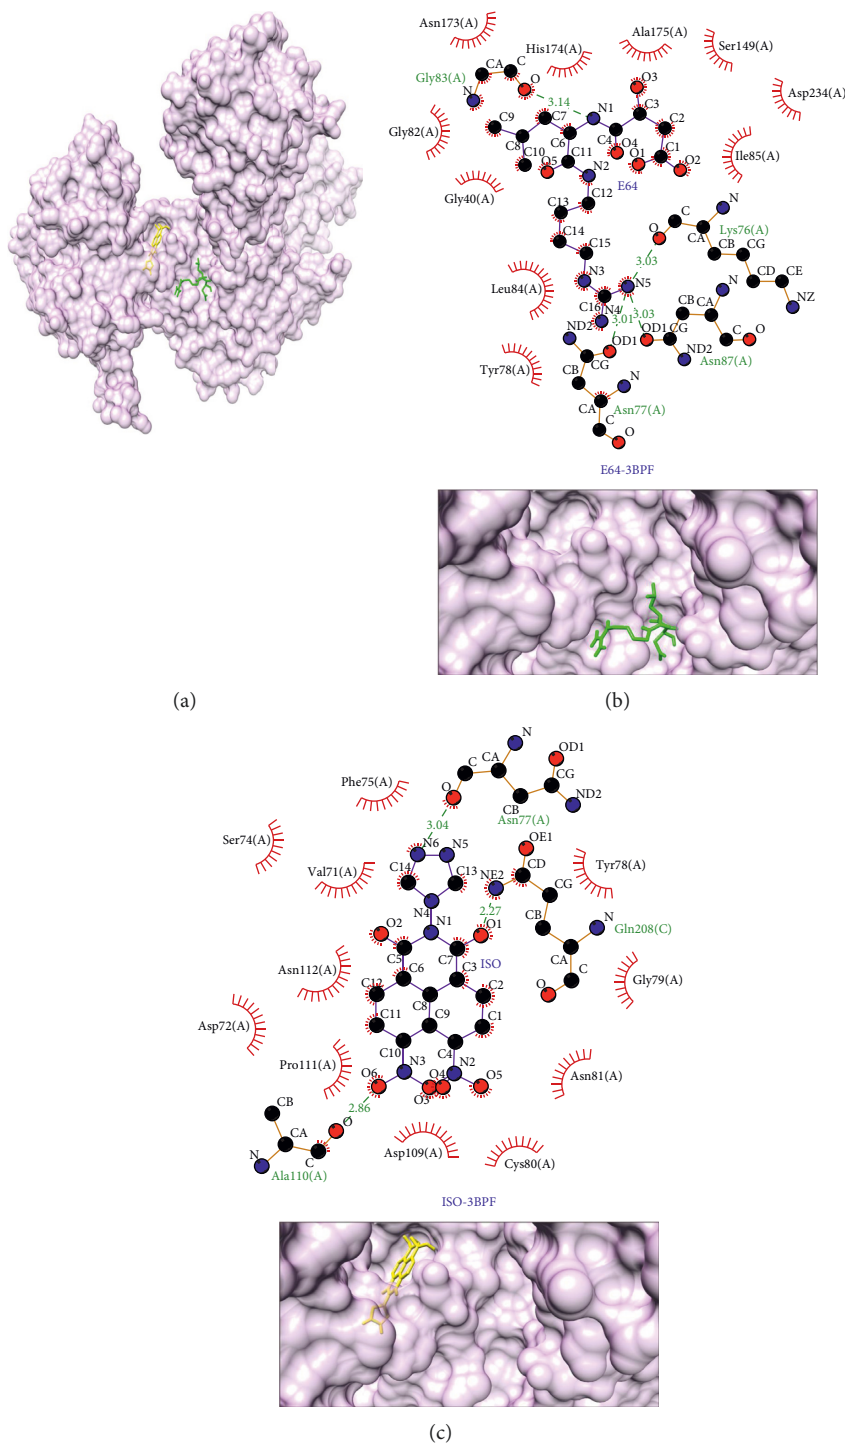 Asn173(A)
His174(A)
Ala175(A)
Ser149(A)
CA
C
Gly83(A)
N
O
3.14
O3
Asp234(A)
C9
C7
N1
C3
C2
Gly82(A)
C8
C6
C4
C10
C11
O4
O1
C1
O2
Ile85(A)
O5
N2
E64
Gly40(A)
C12
C
N
C13
O
CA
Lys76(A)
C14
CB
CG
C15
3.03
CD
CE
N
Leu84(A)
N3
N5
CB
CA
C16
N4
NZ
3.01
3.03
ND2
OD1
OD1
CG
C
O
CG
ND2
Asn87(A)
Tyr78(A)
CB
N
CA
Asn77(A)
C
O
E64-3BPF
(a)
(b)
N
OD1
C
CA
CG
Phe75(A)
O
ND2
CB
Asn77(A)
3.04
OE1
Ser74(A)
N6
N5
CD
Val71(A)
C14
C13
NE2
CG
Tyr78(A)
N4
2.27
CB
N
O2
N1
O1
Gln208(C)
C5
C7
ISO
CA
C
Asn112(A)
C6
C3
O
Gly79(A)
C12
C2
C8
C11
C9
C1
Asp72(A)
C10
C4
Pro111(A)
N3
N2
Asn81(A)
O6
O4
O5
CB
O3
2.86
O
CA
N
C
Asp109(A)
Cys80(A)
Ala110(A)
ISO-3BPF
(c)